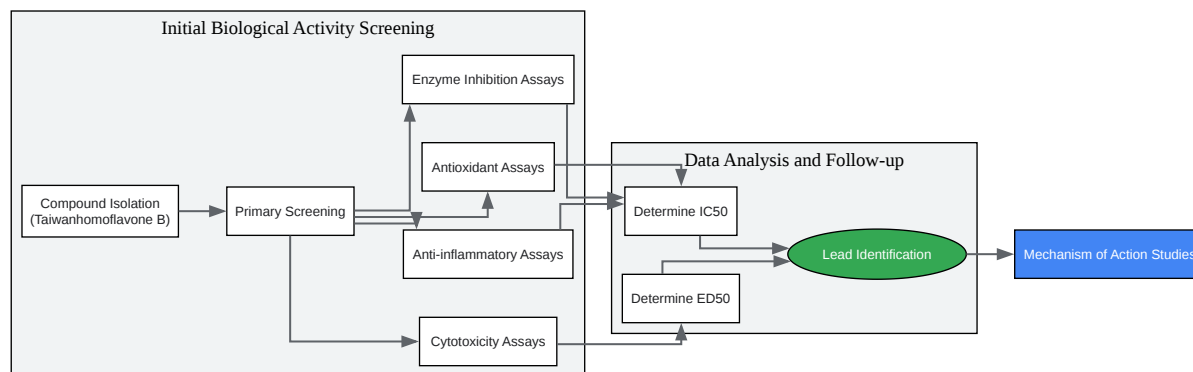 Initial Biological Activity Screening
Enzyme Inhibition Assays
Antioxidant Assays
Data Analysis and Follow-up
Compound Isolation
(Taiwanhomoflavone B)
Primary Screening
Determine IC50
Anti-inflammatory Assays
Lead Identification
Mechanism of Action Studies
Determine ED50
Cytotoxicity Assays